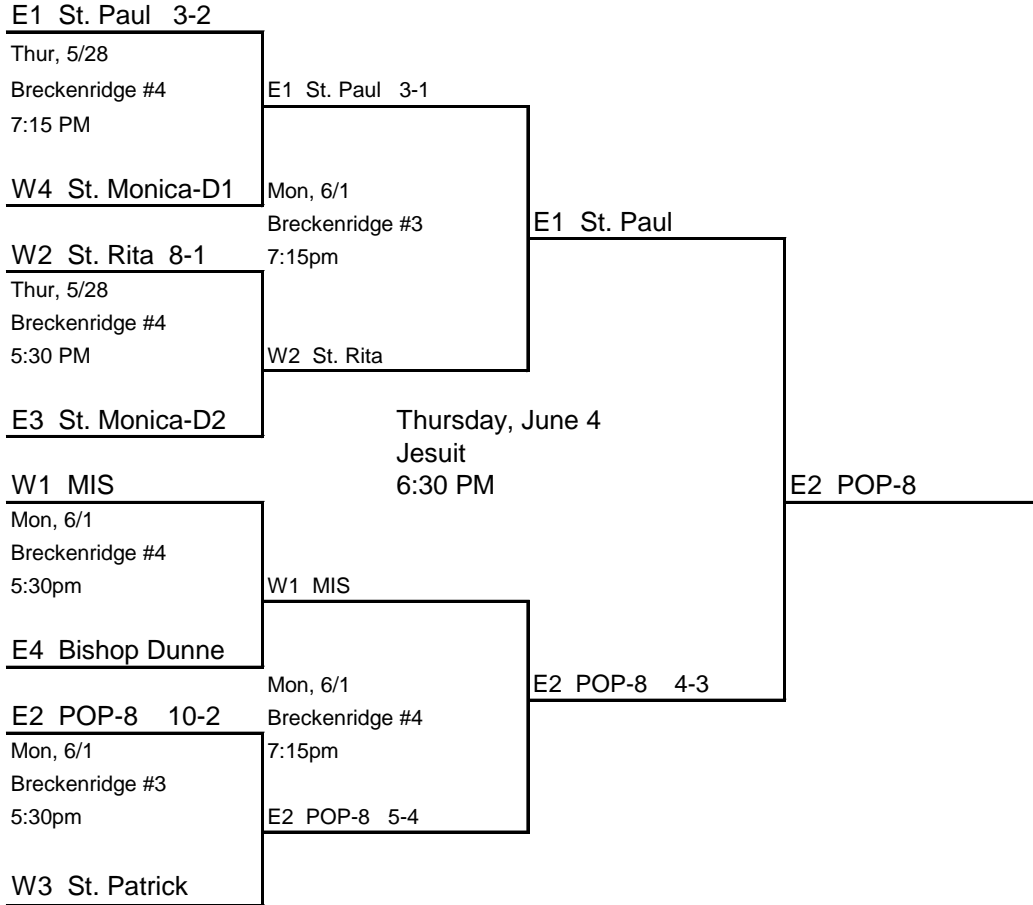 E1 St. Paul 3-2
Thur, 5/28
Breckenridge #4
7:15 PM
W4 St. Monica-D1
W2 St. Rita 8-1
Thur, 5/28
Breckenridge #4
5:30 PM
E3 St. Monica-D2
W1 MIS
Mon, 6/1
Breckenridge #4
5:30pm
E4 Bishop Dunne
E2 POP-8 10-2
Mon, 6/1
Breckenridge #3
5:30pm
W3 St. Patrick
E1 St. Paul 3-1
Mon, 6/1
Breckenridge #3
7:15pm
W2 St. Rita
W1 MIS
Mon, 6/1
Breckenridge #4
7:15pm
E2 POP-8 5-4
E1 St. Paul
Thursday, June 4
Jesuit
6:30 PM
E2 POP-8 4-3
E2 POP-8